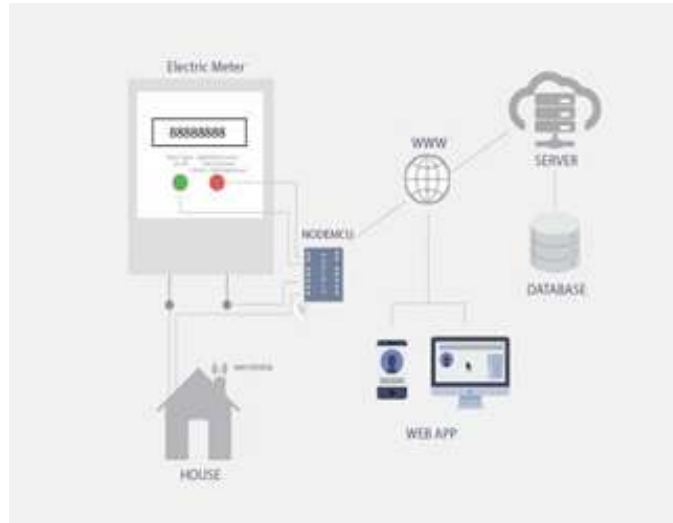 Electric Meter
88888888
WWW
SERVER
NODEMCU
DATABASE
WEB APP
HOUSE